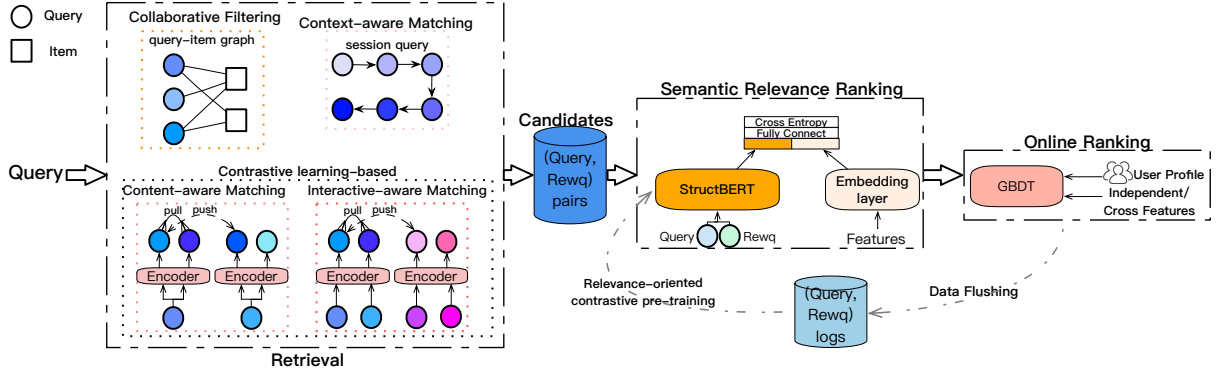 Query
Item
Collaborative Filtering
query-item graph
Context-aware Matching
session query
Query
Contrastive learning-based
Content-aware Matching
Interactive-aware Matching
pull
push
pull
push
Encoder
Encoder
Encoder
Encoder
Retrieval
Candidates
(Query,
Rewq)
pairs
Semantic Relevance Ranking
Cross Entropy
Fully Connect
StructBERT
Embedding
layer
Query
Rewq
Features
Relevance-oriented
contrastive pre-training
Online Ranking
GBDT
User Profile
Independent/
Cross Features
Data Flushing
(Query,
Rewq)
logs